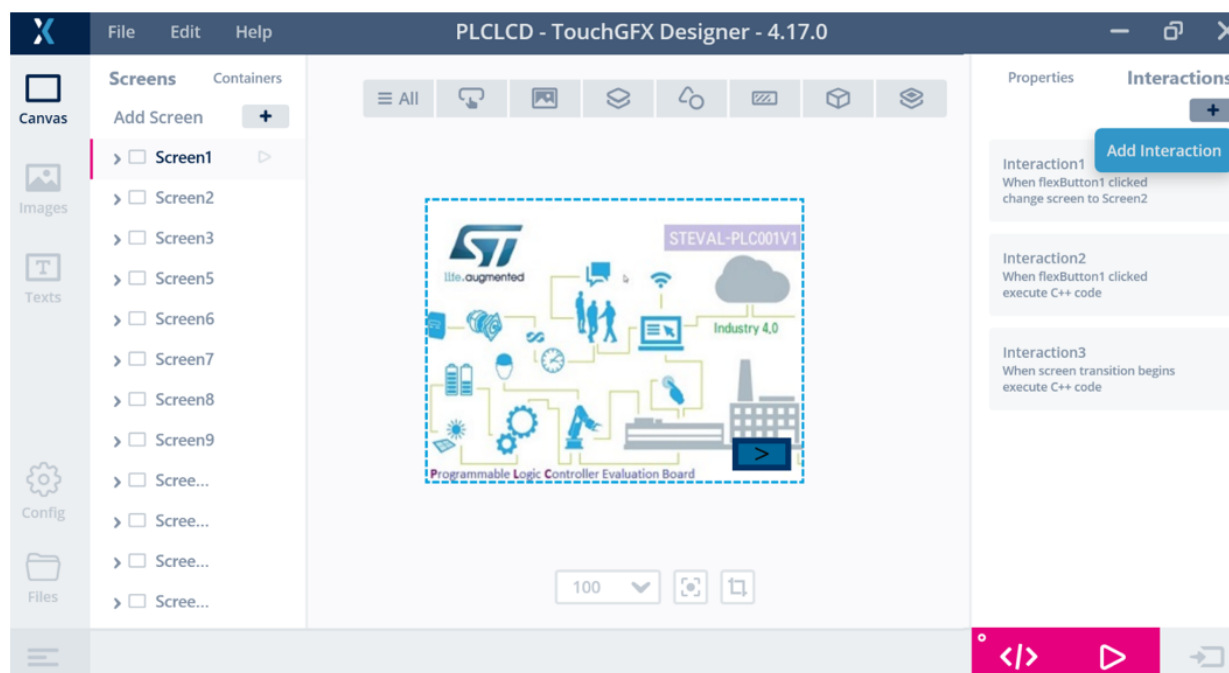 File Edit Help
PLCLCD - TouchGFX Designer - 4.17.0
Canvas
Images
Texts
Config
Files
Screens Containers
Add Screen +
Screen1
Screen2
Screen3
Screen5
Screen6
Screen7
Screen8
Screen9
Scree...
Scree...
Scree...
Scree...
All
ST
life.augmented
STEVAL-PLC001V1
Industry 4.0
>
Programmable Logic Controller Evaluation Board
100
Properties Interactions
+
Add Interaction
Interaction1
When flexButton1 clicked
change screen to Screen2
Interaction2
When flexButton1 clicked
execute C++ code
Interaction3
When screen transition begins
execute C++ code
</>